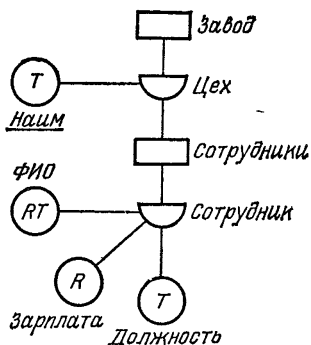 Завод
T
Цех
Наим
Сотрудники
ФИО
RT
Сотрудник
R
T
Зарплата
Должность